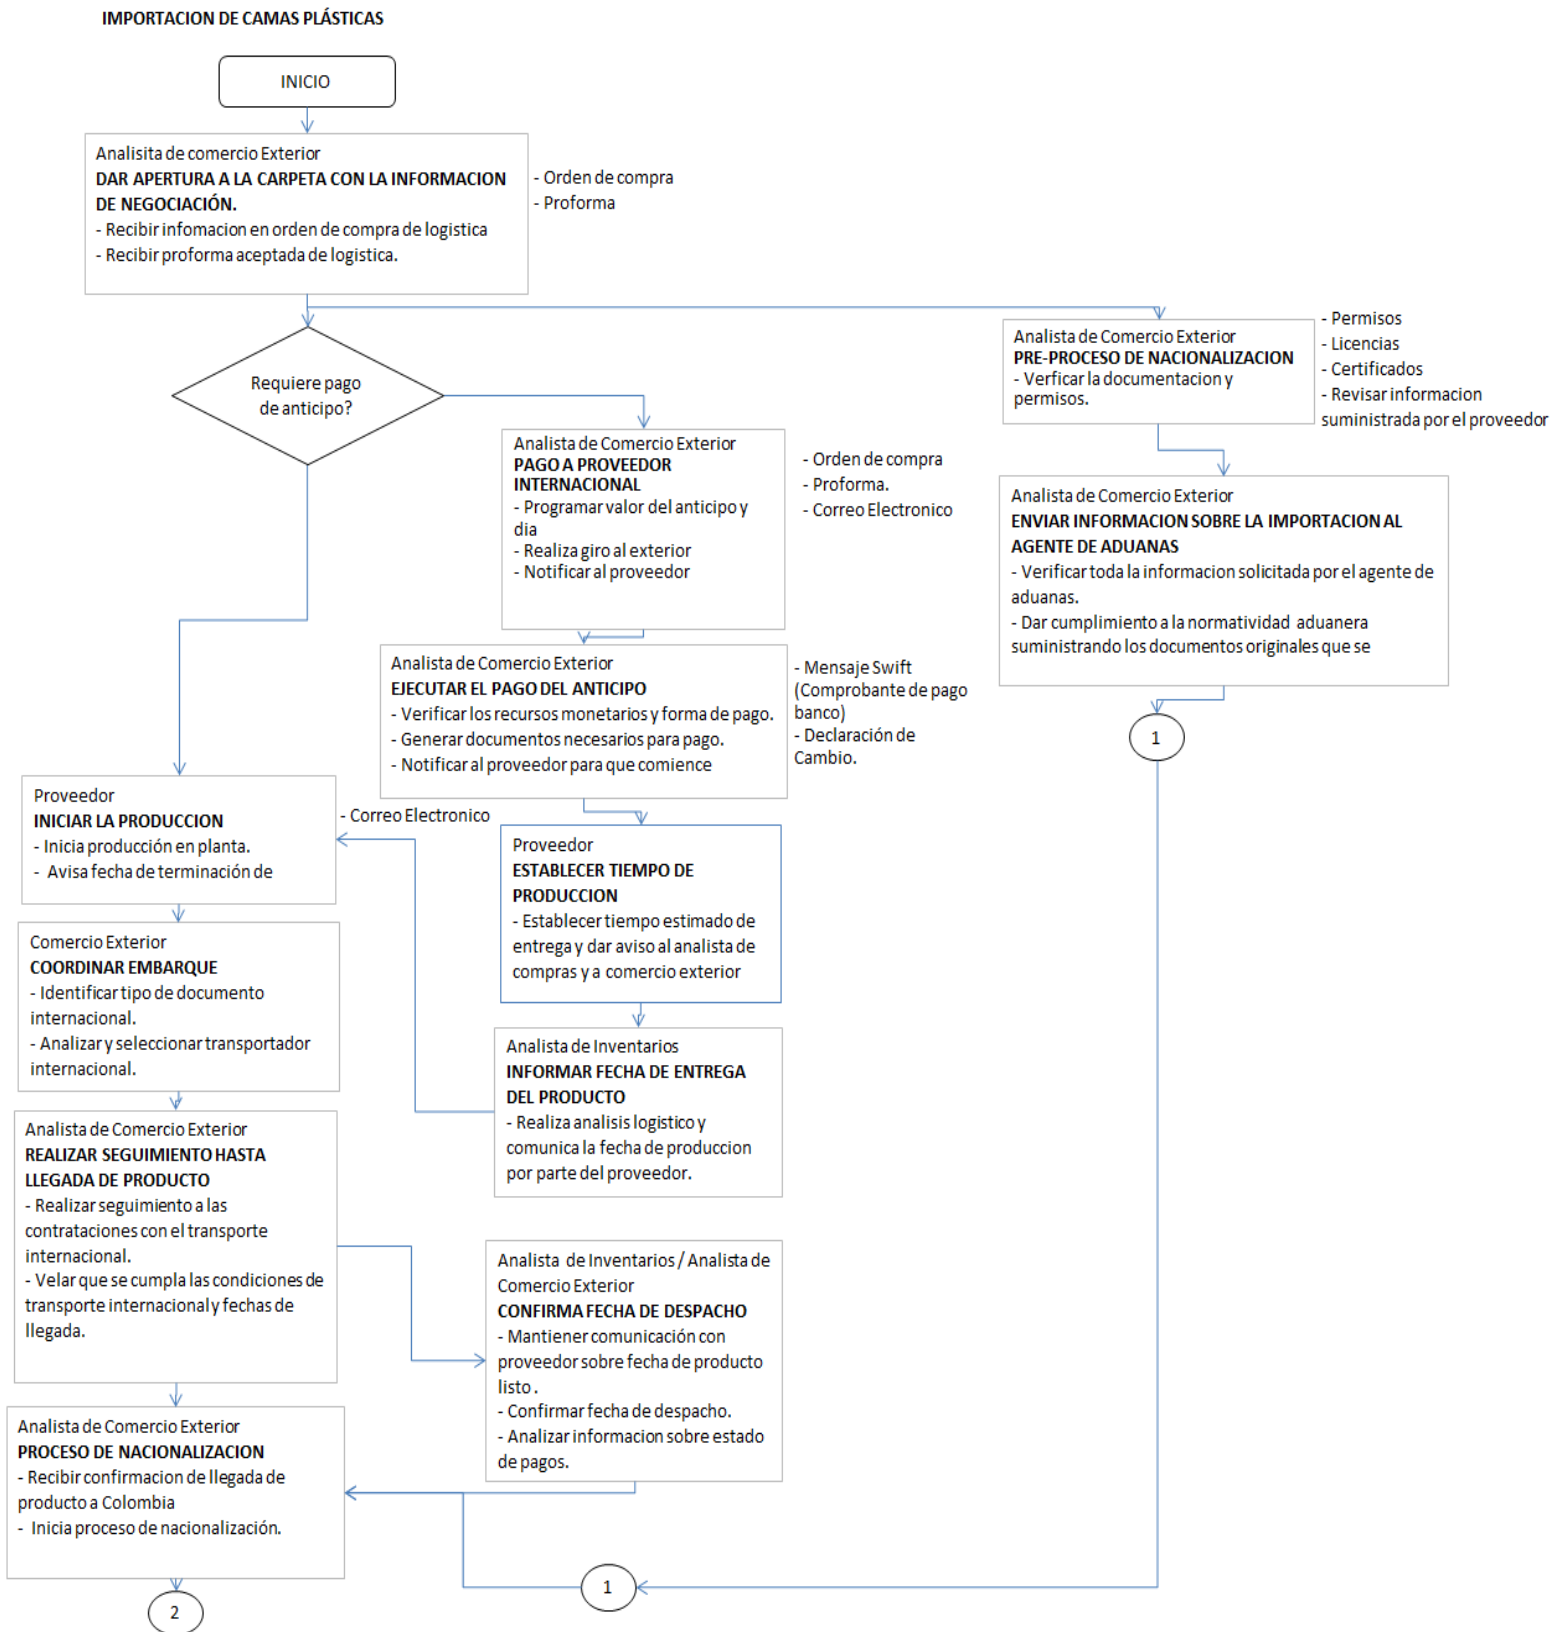 IMPORTACION DE CAMAS PLÁSTICAS
INICIO
Analisita de comercio Exterior
DAR APERTURA A LA CARPETA CON LA INFORMACION
DE NEGOCIACIÓN.
- Recibir infomacion en orden de compra de logistica
- Recibir proforma aceptada de logistica.
- Orden de compra
- Proforma
Requiere pago
de anticipo?
Analista de Comercio Exterior
PRE-PROCESO DE NACIONALIZACION
- Verficar la documentacion y
permisos.
- Permisos
- Licencias
- Certificados
- Revisar informacion
suministrada por el proveedor
Analista de Comercio Exterior
PAGO A PROVEEDOR
INTERNACIONAL
- Programar valor del anticipo y
dia
- Realiza giro al exterior
- Notificar al proveedor
- Orden de compra
- Proforma.
- Correo Electronico
Analista de Comercio Exterior
ENVIAR INFORMACION SOBRE LA IMPORTACION AL
AGENTE DE ADUANAS
- Verificar toda la informacion solicitada por el agente de
aduanas.
- Dar cumplimiento a la normatividad aduanera
suministrando los documentos originales que se
Analista de Comercio Exterior
EJECUTAR EL PAGO DEL ANTICIPO
- Verificar los recursos monetarios y forma de pago.
- Generar documentos necesarios para pago.
- Notificar al proveedor para que comience
- Mensaje Swift
(Comprobante de pago
banco)
- Declaración de
Cambio.
1
Proveedor
INICIAR LA PRODUCCION
- Inicia producción en planta.
- Avisa fecha de terminación de
- Correo Electronico
Proveedor
ESTABLECER TIEMPO DE
PRODUCCION
- Establecer tiempo estimado de
entrega y dar aviso al analista de
compras y a comercio exterior
Comercio Exterior
COORDINAR EMBARQUE
- Identificar tipo de documento
internacional.
- Analizar y seleccionar transportador
internacional.
Analista de Inventarios
INFORMAR FECHA DE ENTREGA
DEL PRODUCTO
- Realiza analisis logistico y
comunica la fecha de produccion
por parte del proveedor.
Analista de Comercio Exterior
REALIZAR SEGUIMIENTO HASTA
LLEGADA DE PRODUCTO
- Realizar seguimiento a las
contrataciones con el transporte
internacional.
- Velar que se cumpla las condiciones de
transporte internacional y fechas de
llegada.
Analista de Inventarios / Analista de
Comercio Exterior
CONFIRMA FECHA DE DESPACHO
- Mantener comunicación con
proveedor sobre fecha de producto
listo .
- Confirmar fecha de despacho.
- Analizar informacion sobre estado
de pagos.
Analista de Comercio Exterior
PROCESO DE NACIONALIZACION
- Recibir confirmacion de llegada de
producto a Colombia
- Inicia proceso de nacionalización.
1
2